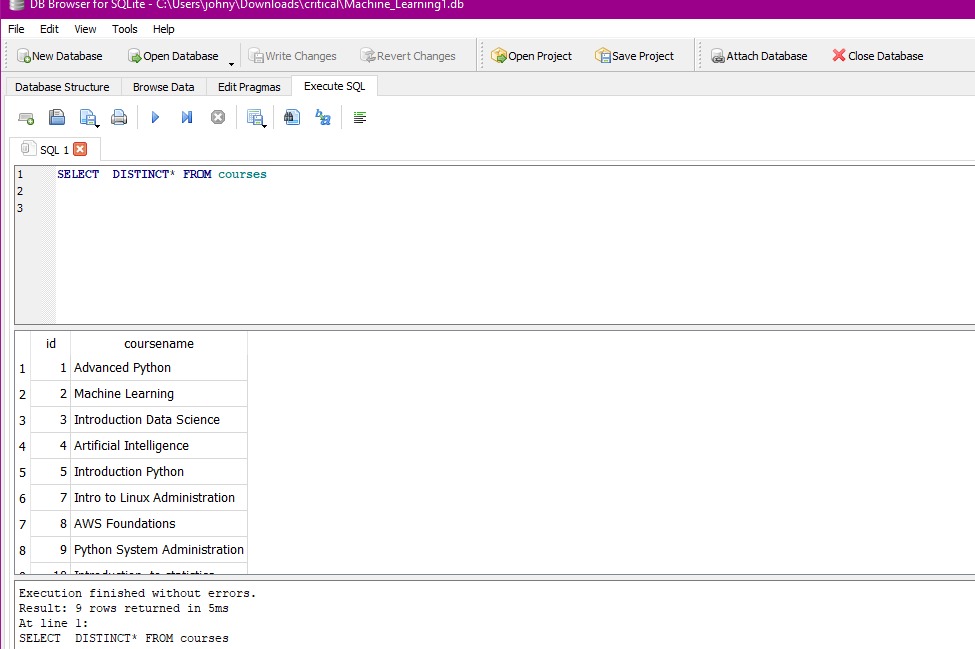 DB Browser for SQLite - C:\Users\johny\Downloads\critical\Machine_Learning1.db
File Edit View Tools Help
New Database Open Database Write Changes Revert Changes Open Project Save Project Attach Database Close Database
Database Structure Browse Data Edit Pragmas Execute SQL
SQL 1
1 SELECT  DISTINCT* FROM courses
2
3
id coursename
1 1 Advanced Python
2 2 Machine Learning
3 3 Introduction Data Science
4 4 Artificial Intelligence
5 5 Introduction Python
6 7 Intro to Linux Administration
7 8 AWS Foundations
8 9 Python System Administration
9 10 Introduction to statistics
Execution finished without errors.
Result: 9 rows returned in 5ms
At line 1:
SELECT  DISTINCT* FROM courses